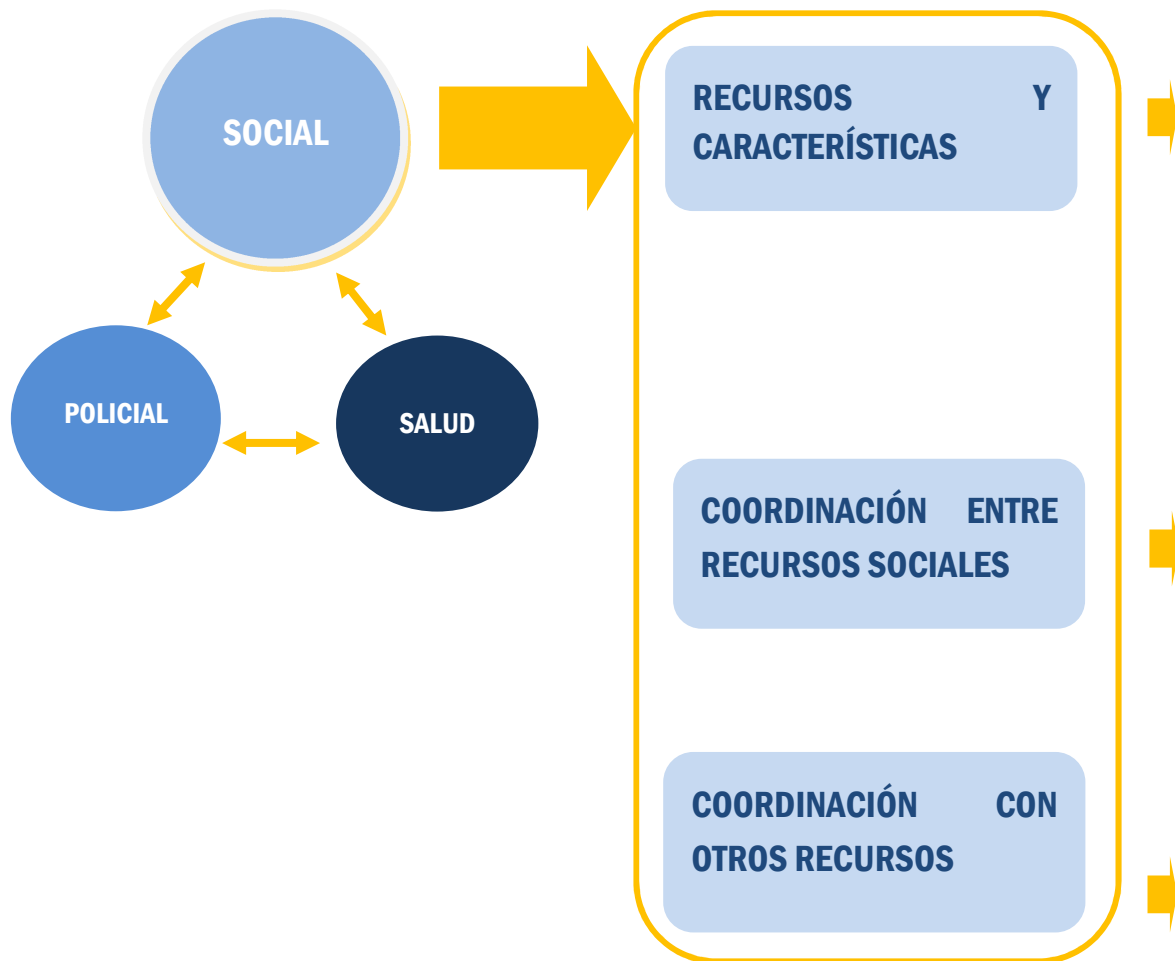 SOCIAL
POLICIAL
SALUD
RECURSOS Y
CARACTERÍSTICAS
COORDINACIÓN ENTRE
RECURSOS SOCIALES
COORDINACIÓN CON
OTROS RECURSOS